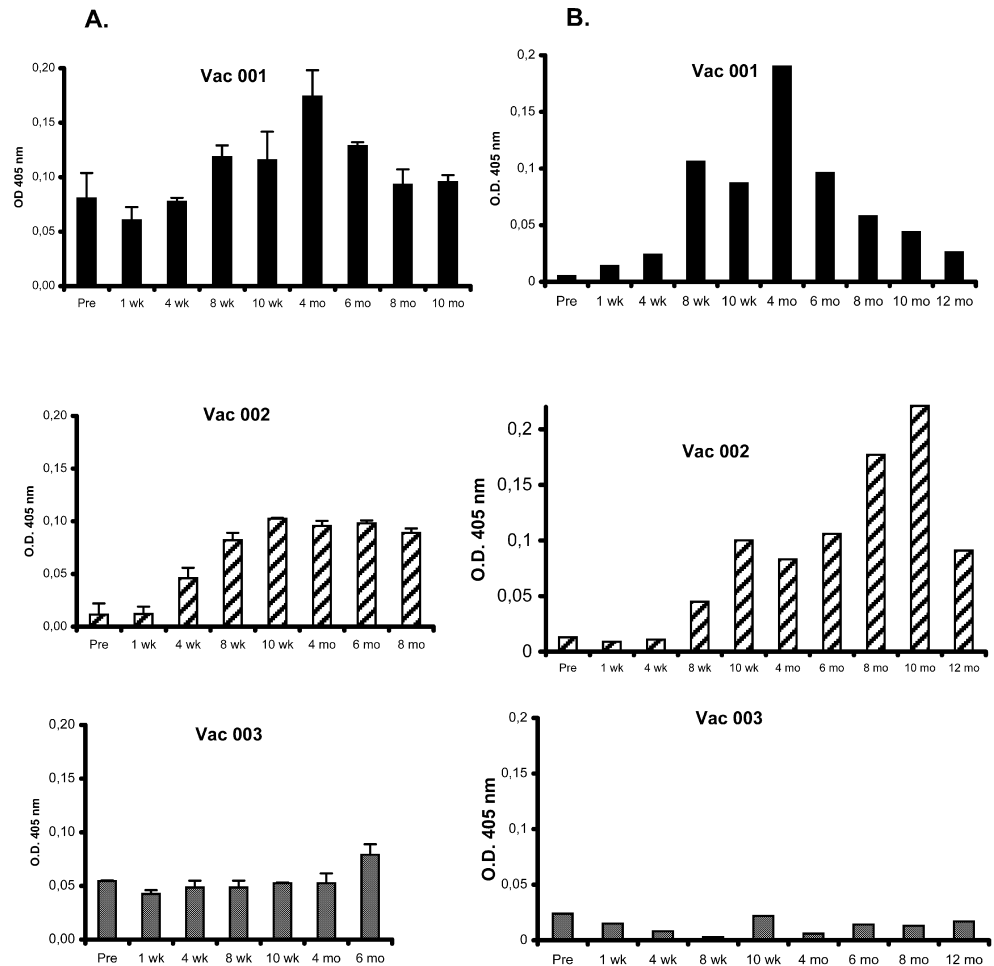 A.
B.
Vac 001
0,20
0,15
0,10
0,05
0,00
OD 405 nm
Pre 1 wk 4 wk 8 wk 10 wk 4 mo 6 mo 8 mo 10 mo
Vac 001
0,2
0,15
0,1
0,05
0
O.D. 405 nm
Pre 1 wk 4 wk 8 wk 10 wk 4 mo 6 mo 8 mo 10 mo 12 mo
Vac 002
0,20
0,15
0,10
0,05
0,00
O.D. 405 nm
Pre 1 wk 4 wk 8 wk 10 wk 4 mo 6 mo 8 mo
Vac 002
0,2
0,15
0,1
0,05
0
O.D. 405 nm
Pre 1 wk 4 wk 8 wk 10 wk 4 mo 6 mo 8 mo 10 mo 12 mo
Vac 003
0,20
0,15
0,10
0,05
0,00
O.D. 405 nm
Pre 1 wk 4 wk 8 wk 10 wk 4 mo 6 mo
Vac 003
0,2
0,15
0,1
0,05
0
O.D. 405 nm
Pre 1 wk 4 wk 8 wk 10 wk 4 mo 6 mo 8 mo 12 mo